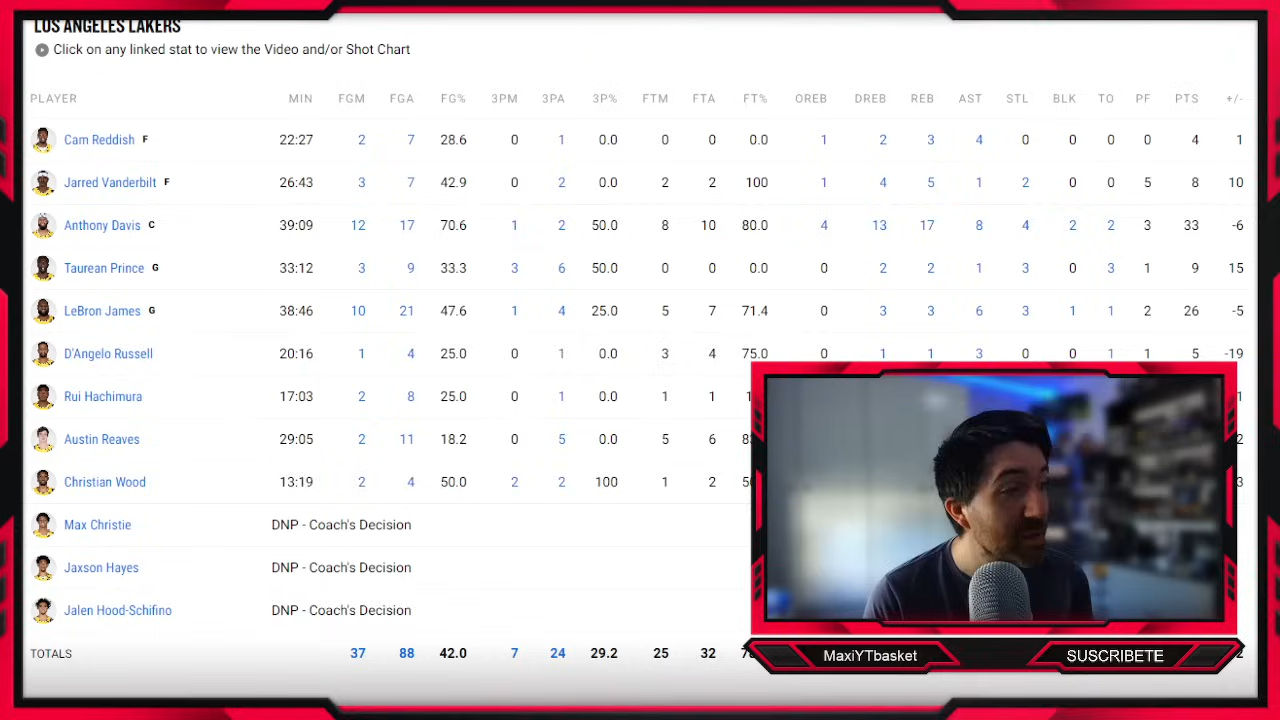 LOS ANGELES LAKERS
Click on any linked stat to view the Video and/or Shot Chart
PLAYER MIN FGM FGA FG% 3PM 3PA 3P% FTM FTA FT% OREB DREB REB AST STL BLK TO PF PTS +/-
Cam Reddish F 22:27 2 7 28.6 0 1 0.0 0 0 0.0 1 2 3 4 0 0 0 0 4 1
Jarred Vanderbilt F 26:43 3 7 42.9 0 2 0.0 2 2 100 1 4 5 1 2 0 0 5 8 10
Anthony Davis C 39:09 12 17 70.6 1 2 50.0 8 10 80.0 4 13 17 8 4 2 2 3 33 -6
Taurean Prince G 33:12 3 9 33.3 3 6 50.0 0 0 0.0 0 2 2 1 3 0 3 1 9 15
LeBron James G 38:46 10 21 47.6 1 4 25.0 5 7 71.4 0 3 3 6 3 1 1 2 26 -5
D'Angelo Russell 20:16 1 4 25.0 0 1 0.0 3 4 75.0 0 1 1 3 0 0 1 1 5 -19
Rui Hachimura 17:03 2 8 25.0 0 1 0.0 1 1
Austin Reaves 29:05 2 11 18.2 0 5 0.0 5 6
Christian Wood 13:19 2 4 50.0 2 2 100 1 2
Max Christie DNP - Coach's Decision
Jaxson Hayes DNP - Coach's Decision
Jalen Hood-Schifino DNP - Coach's Decision
TOTALS 37 88 42.0 7 24 29.2 25 32
MaxiYTbasket SUSCRIBETE